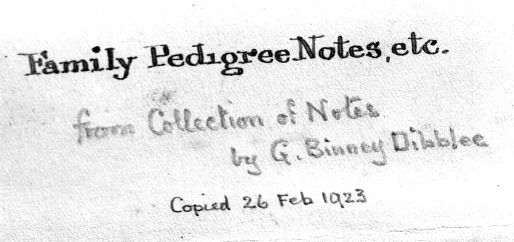 Family Pedigree Notes, etc.
from Collection of Notes
by G. Binney Dibblee
Copied 26 Feb 1923